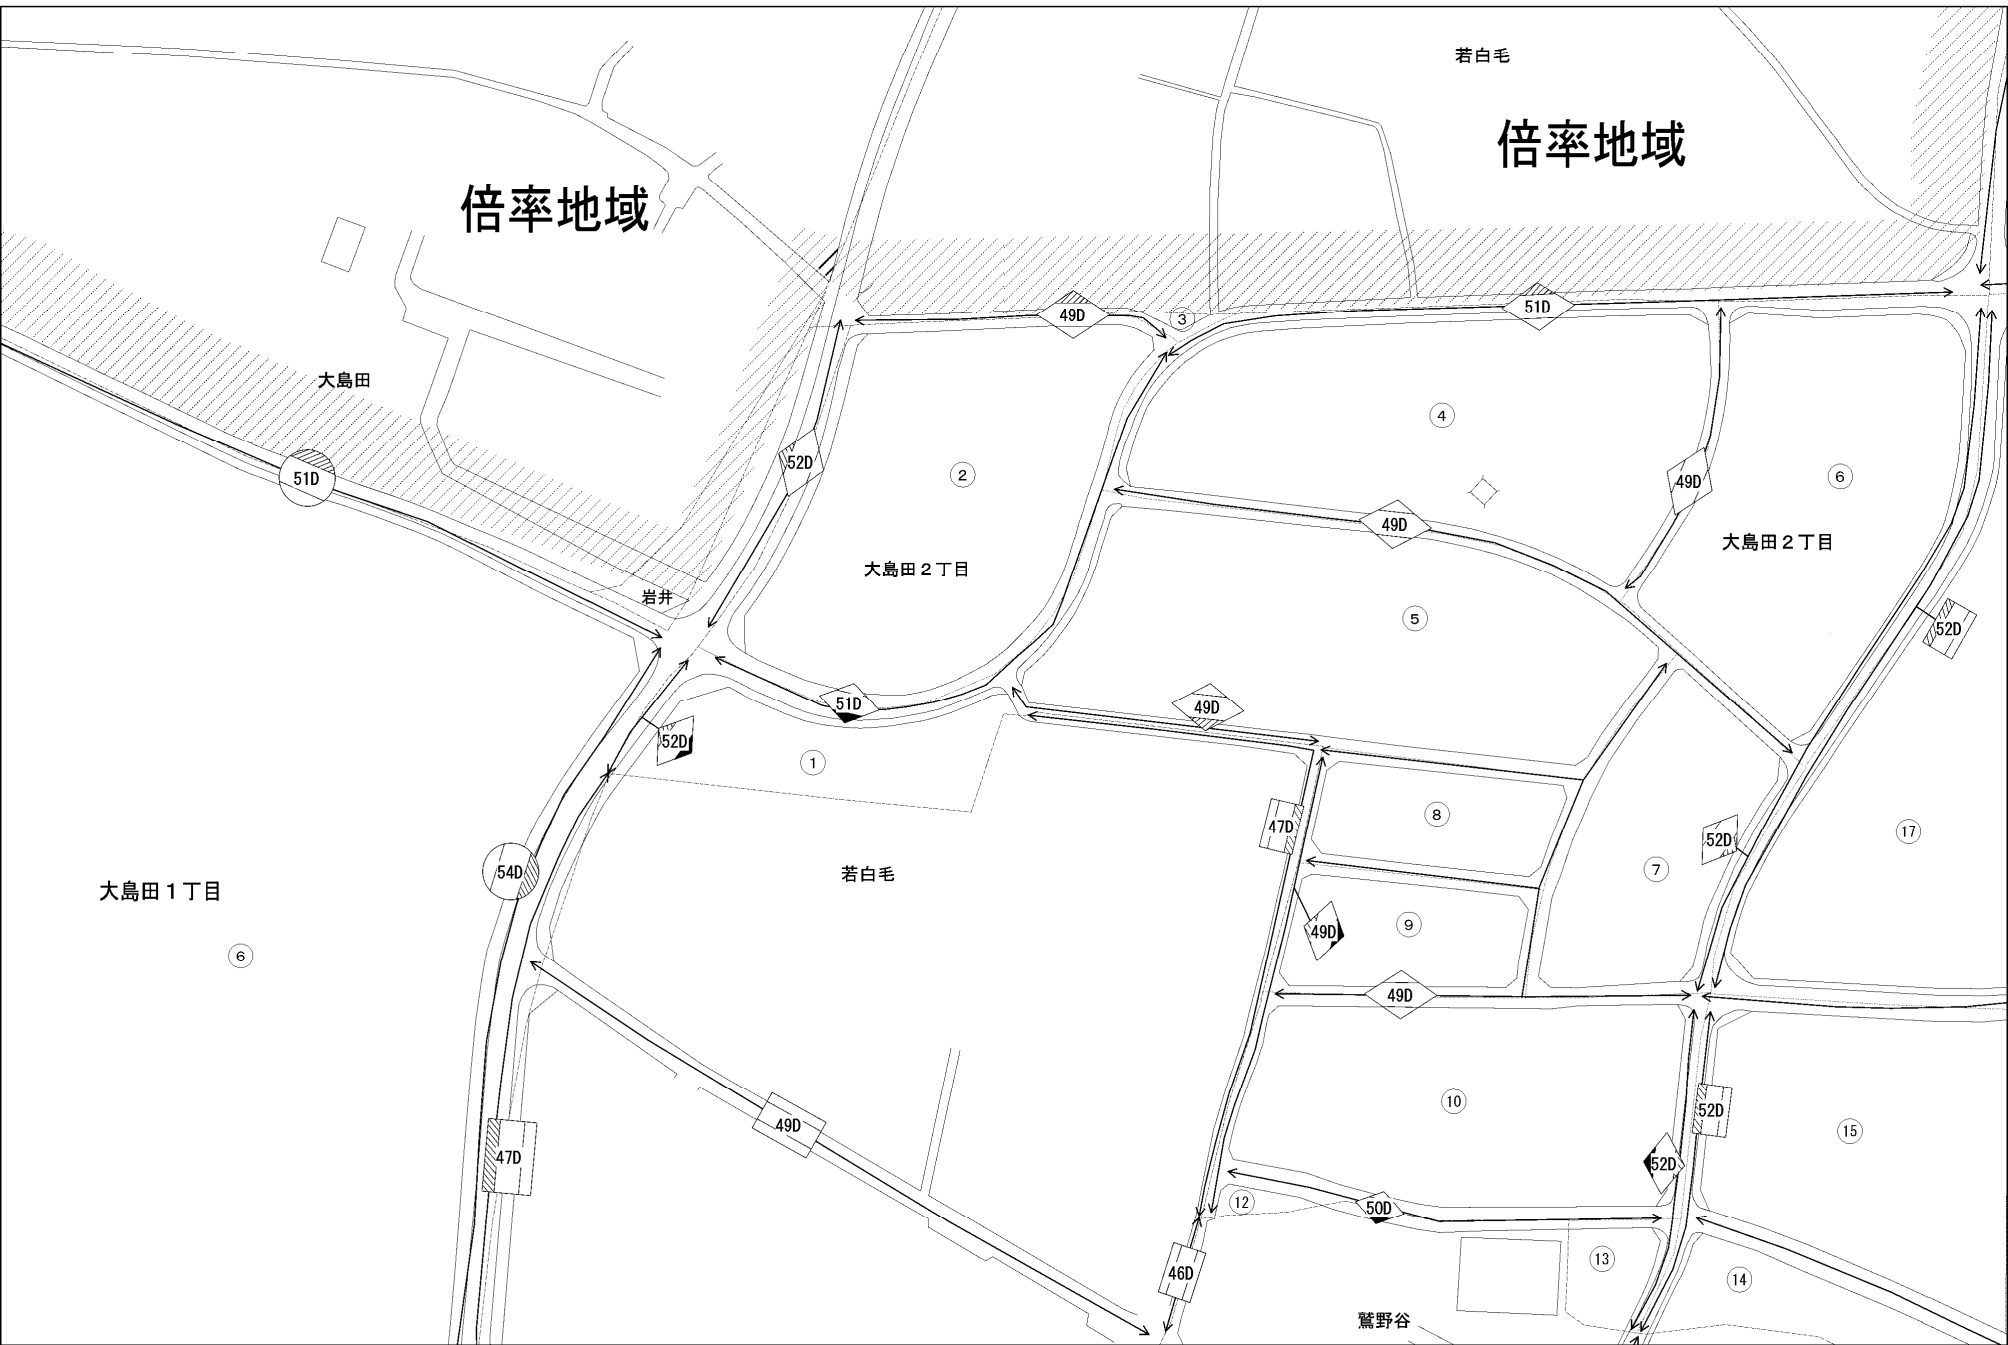 若白毛
倍率地域
倍率地域
49D
③
51D
大島田
④
52D
②
51D
⑥
49D
49D
大島田2丁目
大島田2丁目
岩井
⑤
52D
51D
49D
52D
①
47D
⑧
52D
⑰
若白毛
54D
⑦
大島田1丁目
⑨
49D
⑥
49D
⑩
49D
52D
⑮
47D
52D
⑫
50D
46D
⑬
⑭
鷲野谷